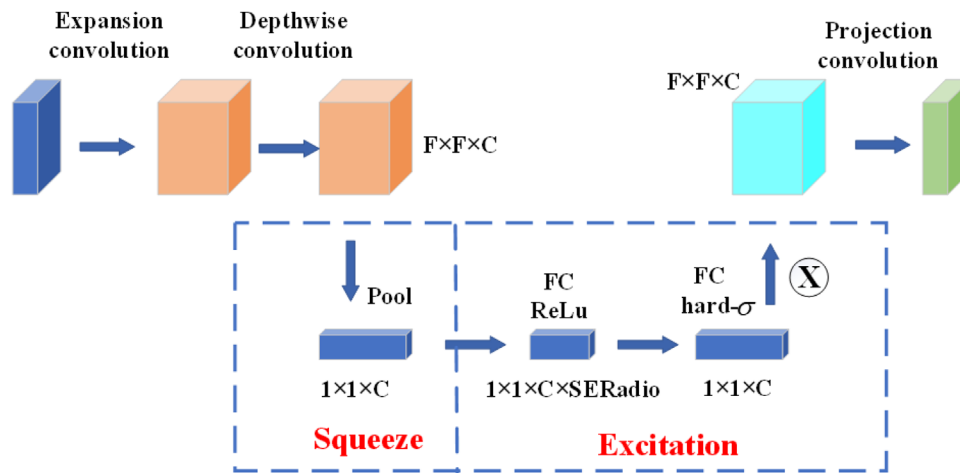 Expansion
convolution
Depthwise
convolution
Projection
convolution
F×F×C
F×F×C
Pool
FC
ReLu
FC
hard-σ
X
1×1×C
1×1×C×SERadio
1×1×C
Squeeze
Excitation